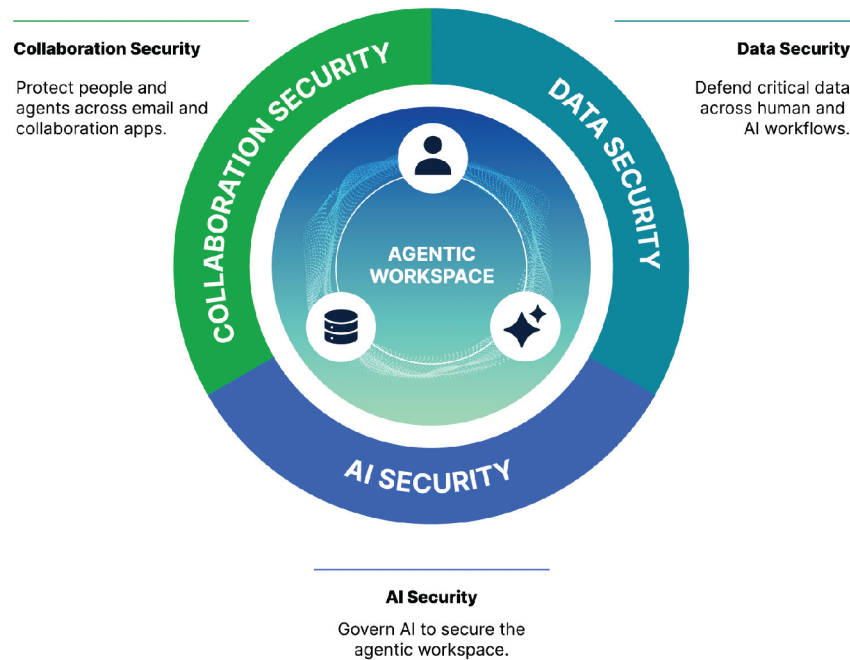 Collaboration Security
Protect people and
agents across email and
collaboration apps.
Data Security
Defend critical data
across human and
AI workflows.
COLLABORATION SECURITY
DATA SECURITY
AGENTIC
WORKSPACE
AI SECURITY
AI Security
Govern AI to secure the
agentic workspace.